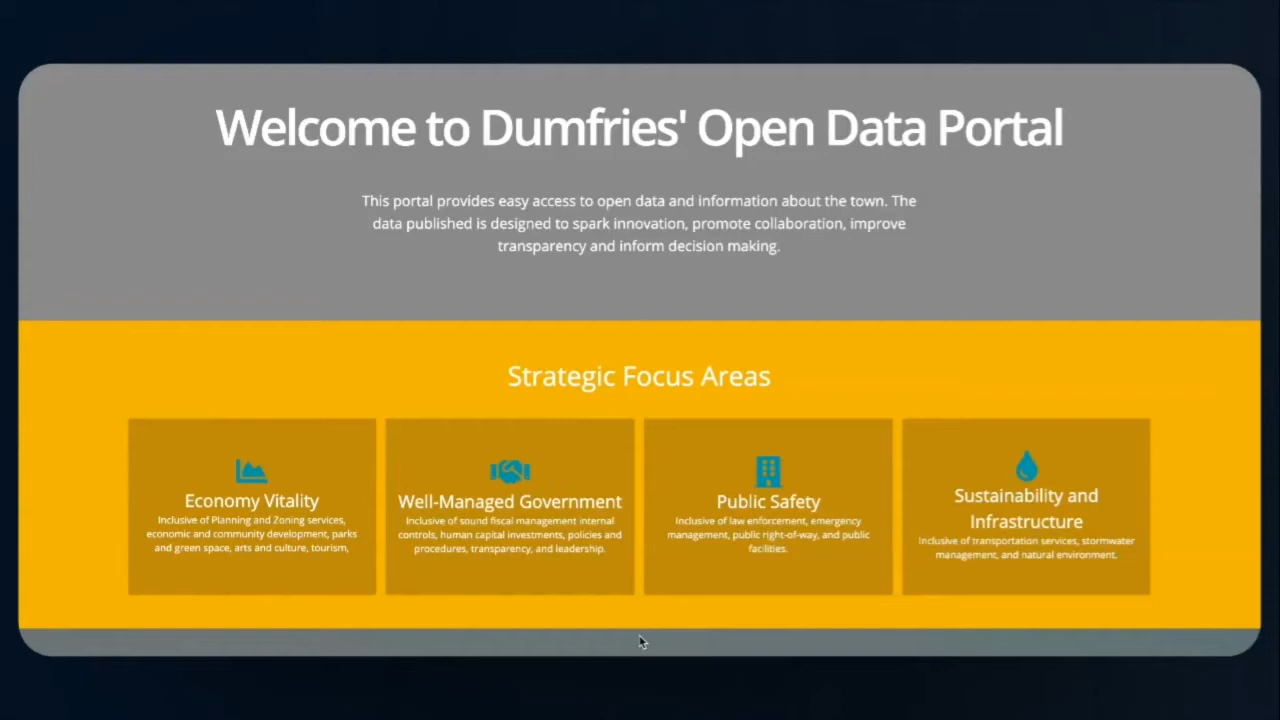 Welcome to Dumfries' Open Data Portal
This portal provides easy access to open data and information about the town. The
data published is designed to spark innovation, promote collaboration, improve
transparency and inform decision making.
Strategic Focus Areas
Economy Vitality
Inclusive of Planning and Zoning services,
economic and community development, parks
and green space, arts and culture, tourism,
Well-Managed Government
Inclusive of sound fiscal management internal
controls, human capital investments, policies and
procedures, transparency, and leadership.
Public Safety
Inclusive of law enforcement, emergency
management, public right-of-way, and public
facilities.
Sustainability and
Infrastructure
Inclusive of transportation services, stormwater
management, and natural environment.